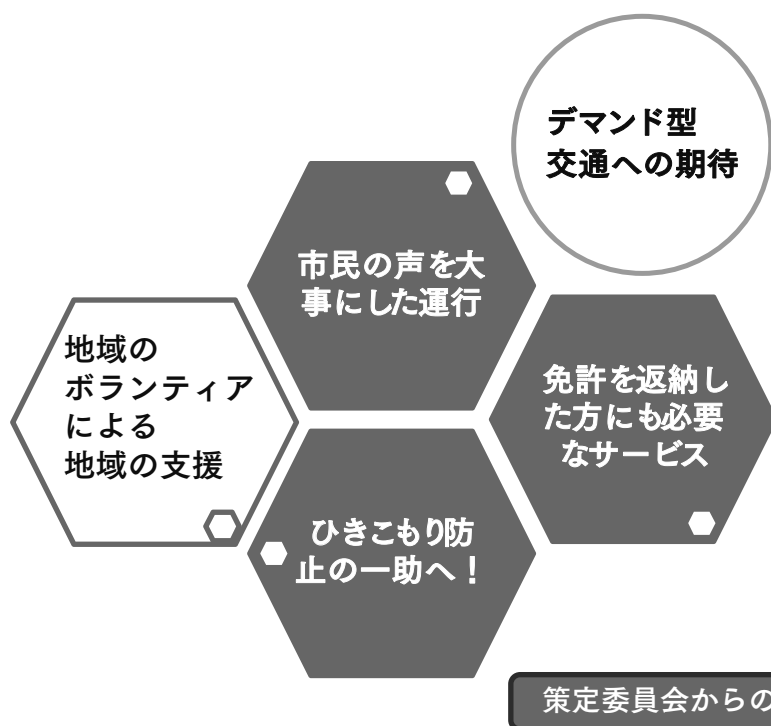 デマンド型
交通への期待
市民の声を大
事にした運行
地域の
ボランティア
による
地域の支援
免許を返納し
た方にも必要
なサービス
ひきこもり防
止の一助へ！
策定委員会からの